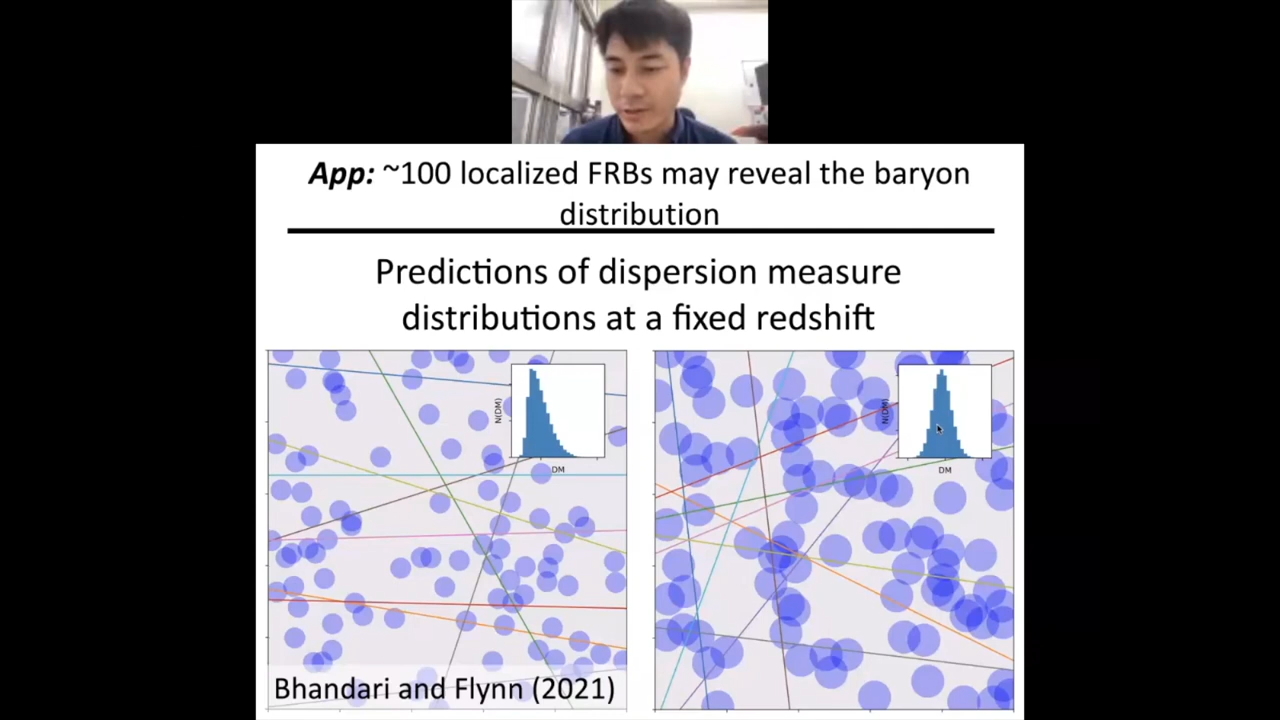 App: ~100 localized FRBs may reveal the baryon
distribution
Predictions of dispersion measure
distributions at a fixed redshift
N(DM)
DM
N(DM)
DM
Bhandari and Flynn (2021)